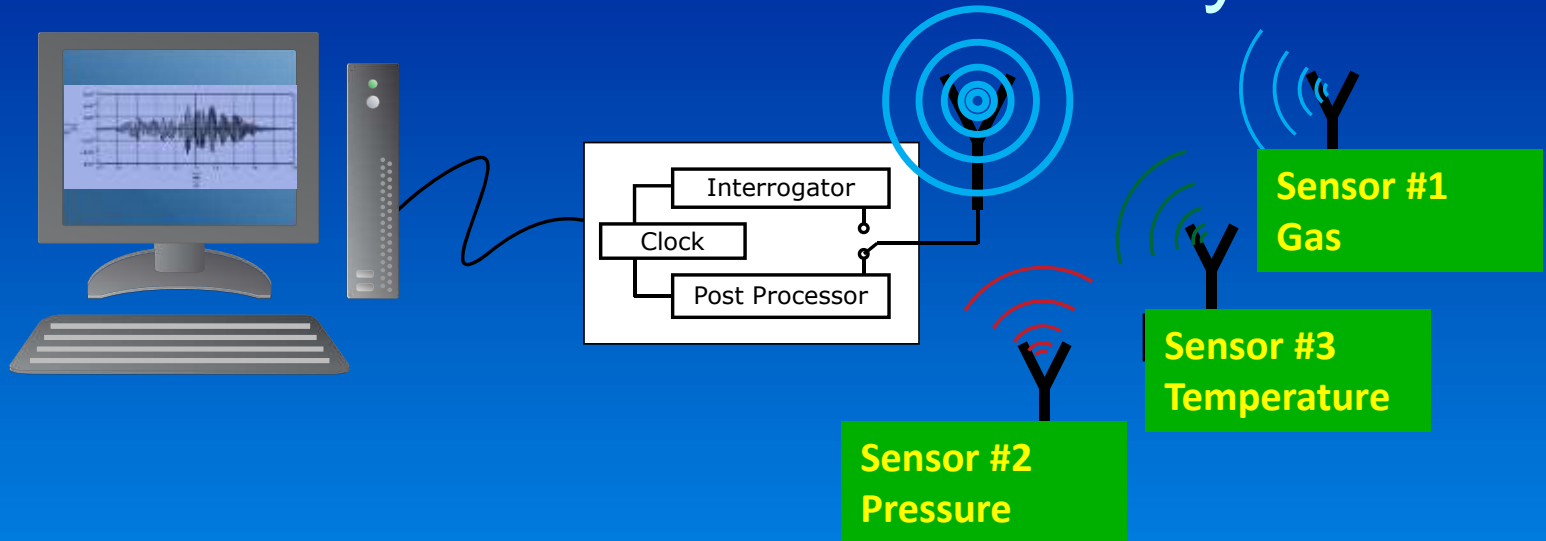 Interrogator
Clock
Post Processor
Sensor #1
Gas
Sensor #3
Temperature
Sensor #2
Pressure